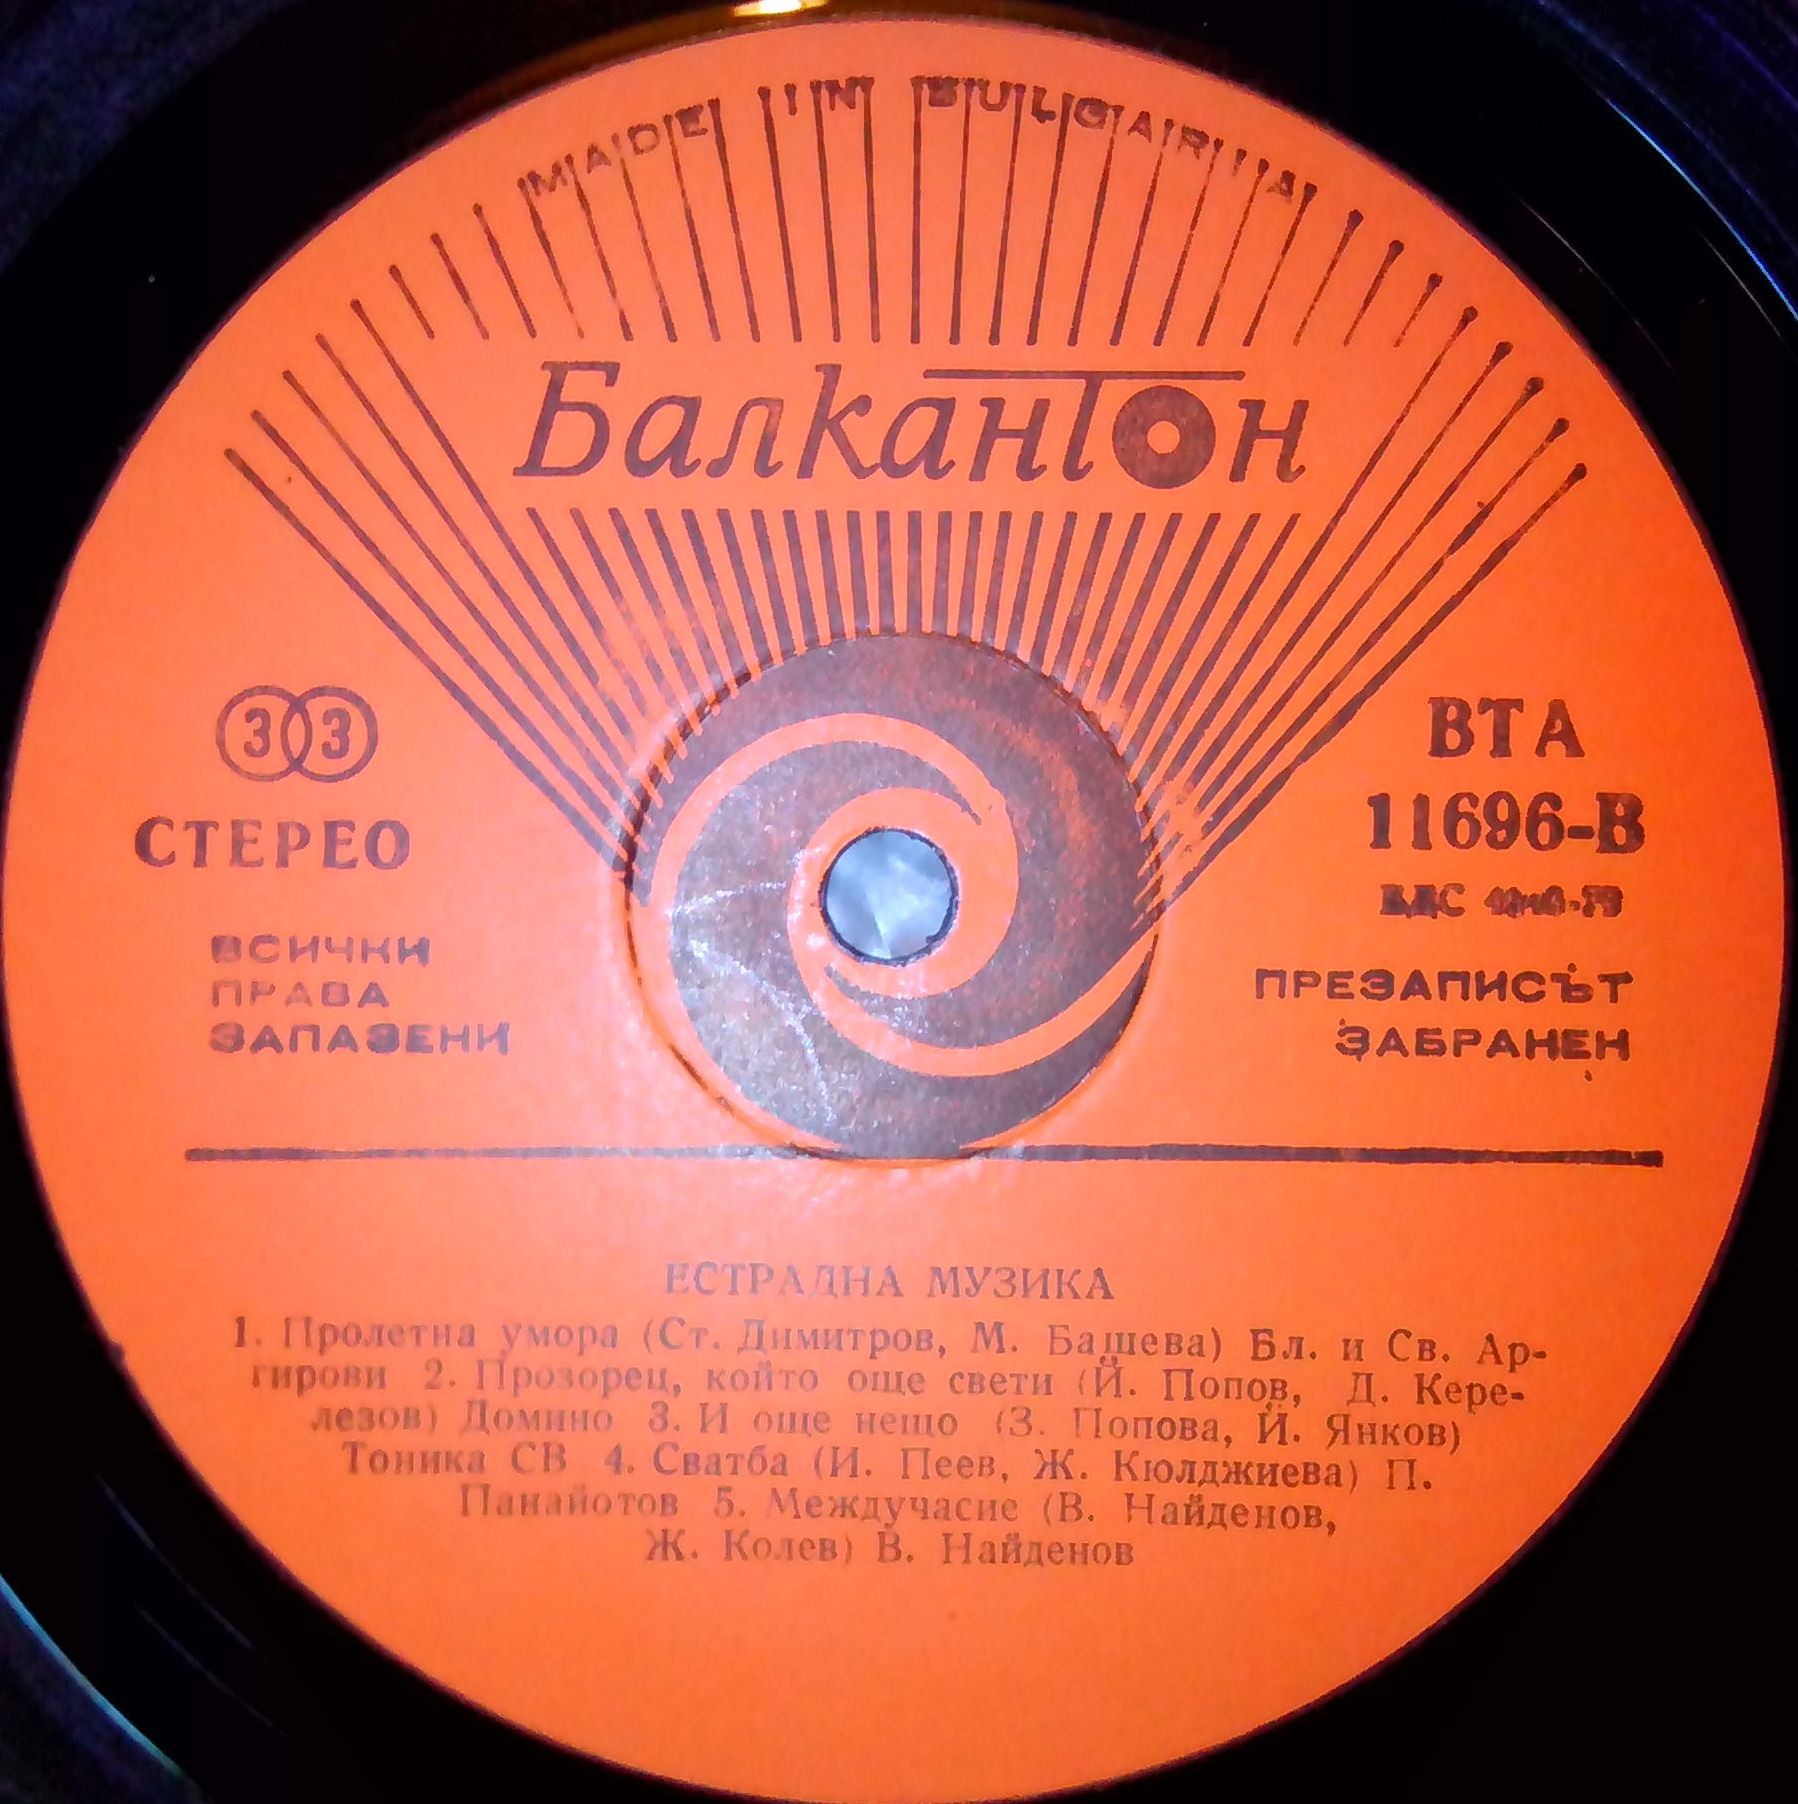 MADE IN BULGARIA
Балкантон
33
СТЕРЕО
ВСИЧКИ
ПРАВА
ЗАПАЗЕНИ
ВТА
11696-В
ПРЕЗАПИСЪТ
ЗАБРАНЕН
ЕСТРАДНА МУЗИКА
1. Пролетна умора (Ст. Димитров, М. Башева) Бл. и Св. Ар-
гирови 2. Прозорец, който още свети (Й. Попов, Д. Кере-
лезов) Домино 3. И още нещо (З. Попова, Й. Янков)
Тоника СВ 4. Сватба (И. Пеев, Ж. Кюлджиева) П.
Панайотов 5. Междучасие (В. Найденов,
Ж. Колев) В. Найденов